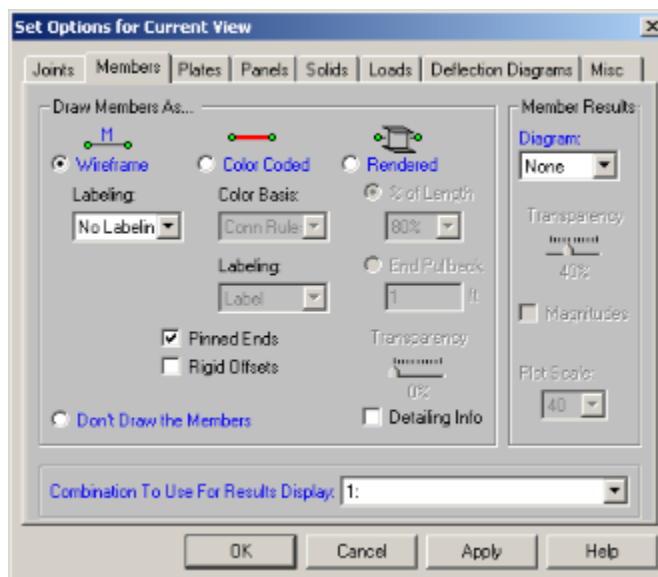 Set Options for Current View
Joints Members Plates Panels Solids Loads Deflection Diagrams Misc
Draw Members As...
M
Wireframe Color Coded Rendered
Labeling: Color Basis: % of Length
No Labelin Conn Rule: 80%
Labeling: End Pullback
Label 1 ft
Pinned Ends Transparency
Rigid Offsets
0%
Don't Draw the Members Detailing Info
Member Results
Diagram:
None
Transparency
40%
Magnitudes
Plot Scale:
40
Combination To Use For Results Display: 1:
OK Cancel Apply Help